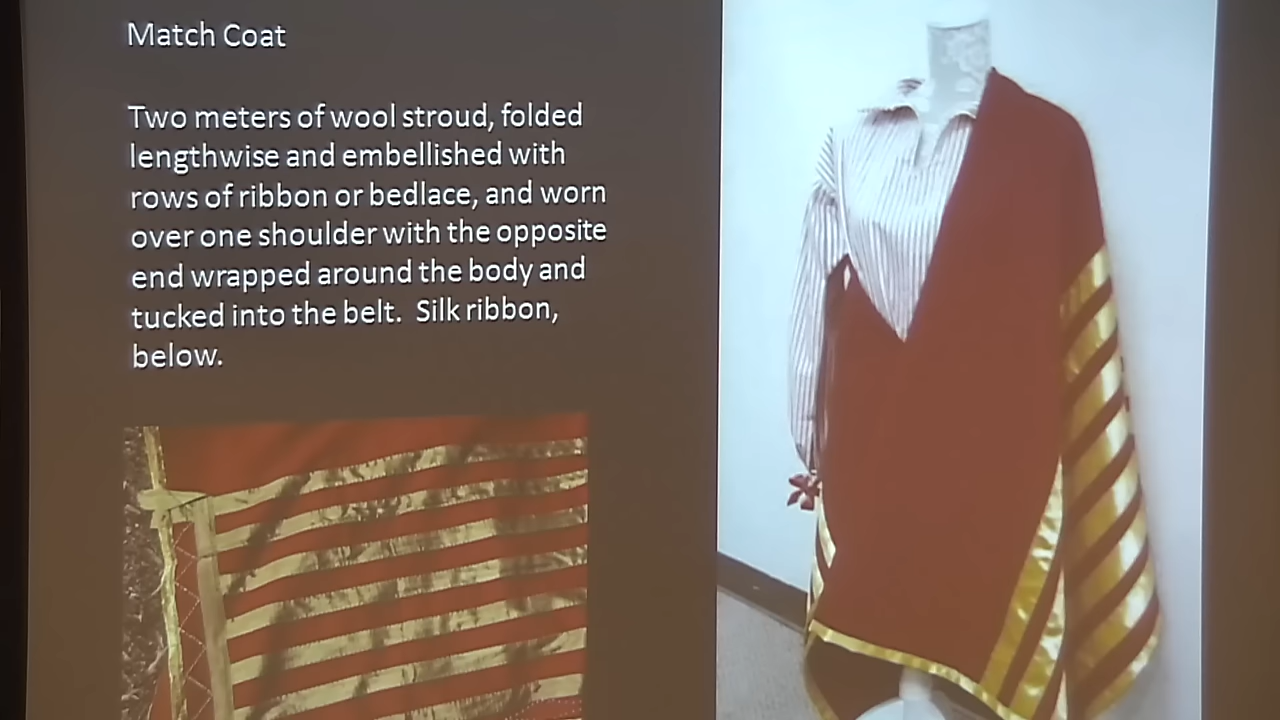 Match Coat
Two meters of wool stroud, folded
lengthwise and embellished with
rows of ribbon or bedlace, and worn
over one shoulder with the opposite
end wrapped around the body and
tucked into the belt.  Silk ribbon,
below.